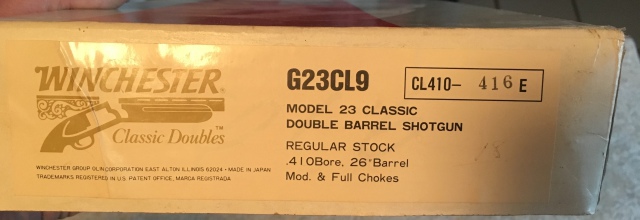 WINCHESTER
Classic Doubles™
WINCHESTER GROUP OLIN CORPORATION EAST ALTON ILLINOIS 62024 • MADE IN JAPAN
TRADEMARKS REGISTERED IN U.S. PATENT OFFICE, MARCA REGISTRADA
G23CL9
CL410- 416 E
MODEL 23 CLASSIC
DOUBLE BARREL SHOTGUN
REGULAR STOCK
.410Bore, 26"Barrel
Mod. & Full Chokes